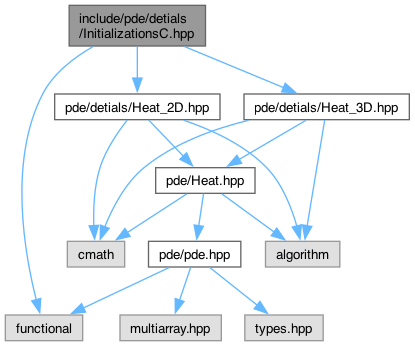 include/pde/detials
/InitializationsC.hpp
pde/detials/Heat_2D.hpp
pde/detials/Heat_3D.hpp
pde/Heat.hpp
cmath
pde/pde.hpp
algorithm
functional
multiarray.hpp
types.hpp